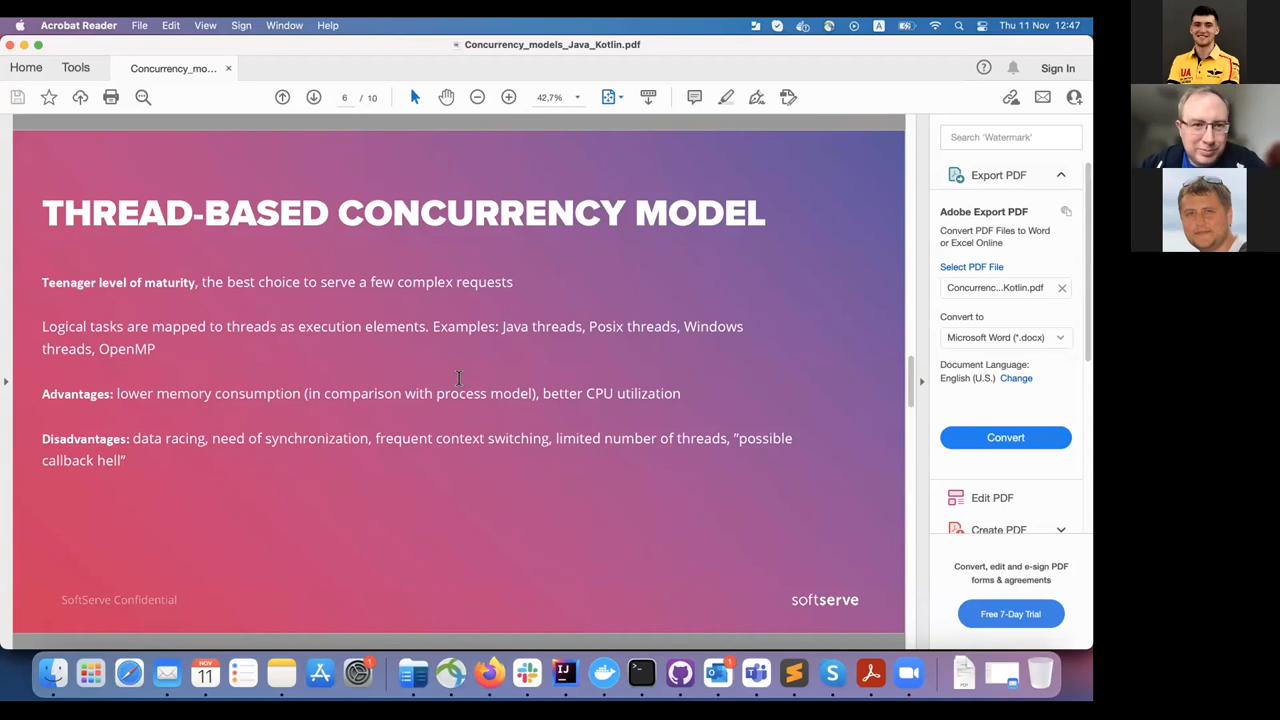 Acrobat Reader File Edit View Sign Window Help A Thu 11 Nov 12:47
Concurrency_models_Java_Kotlin.pdf
Home Tools Concurrency_mo... × Sign In
6 / 10 42,7%
THREAD-BASED CONCURRENCY MODEL
Teenager level of maturity, the best choice to serve a few complex requests
Logical tasks are mapped to threads as execution elements. Examples: Java threads, Posix threads, Windows
threads, OpenMP
Advantages: lower memory consumption (in comparison with process model), better CPU utilization
Disadvantages: data racing, need of synchronization, frequent context switching, limited number of threads, ”possible
callback hell”
SoftServe Confidential
softserve
Search ‘Watermark’
Export PDF
Adobe Export PDF
Convert PDF Files to Word
or Excel Online
Select PDF File
Concurrenc...Kotlin.pdf
Convert to
Microsoft Word (*.docx)
Document Language:
English (U.S.) Change
Convert
Edit PDF
Create PDF
Convert, edit and e-sign PDF
forms & agreements
Free 7-Day Trial
UA
NOV
11
1
1
PDF